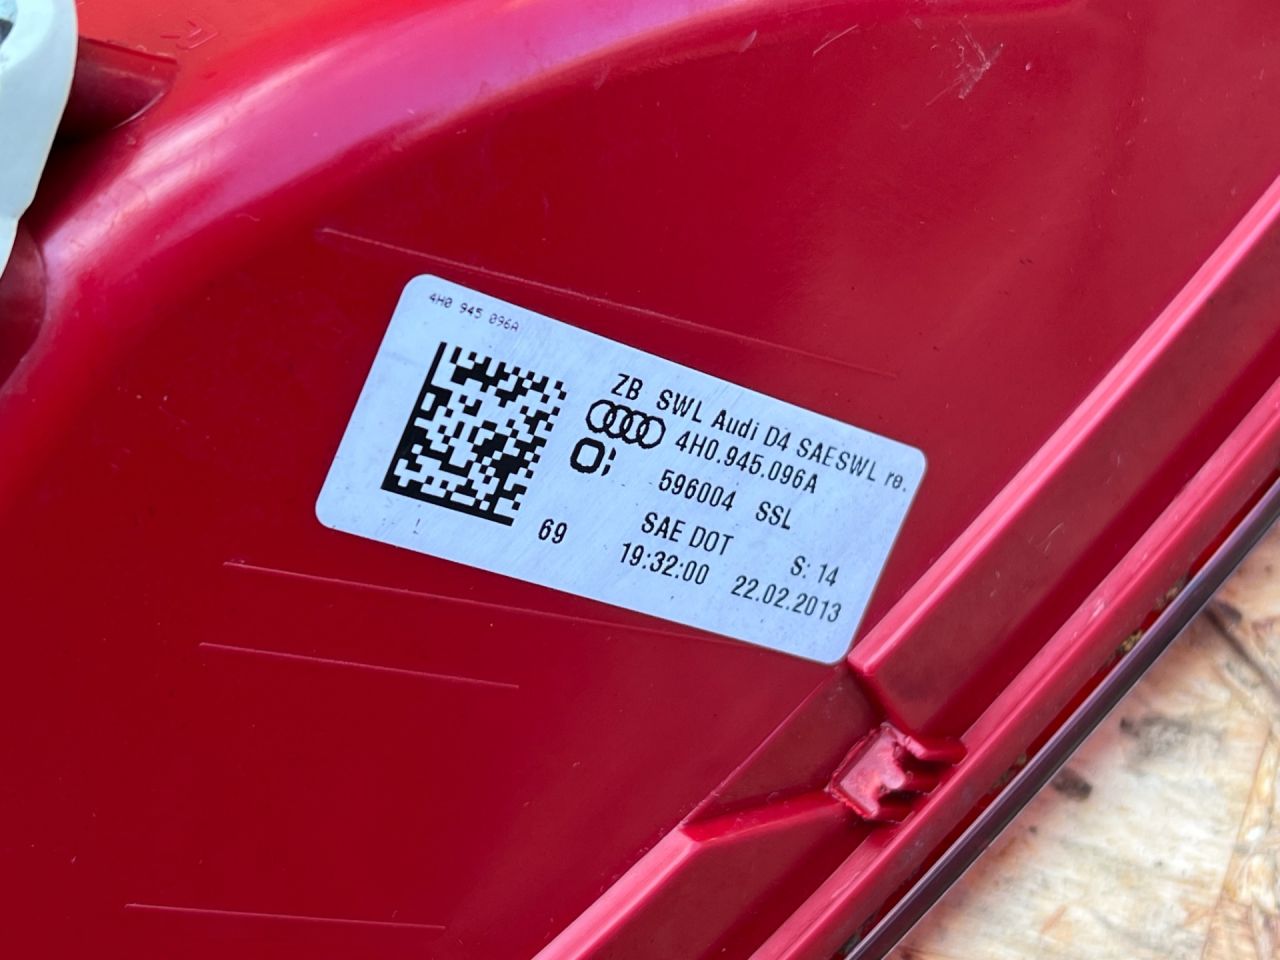 4H0 945 096A
ZB SWL Audi D4 SAESWL re.
4H0.945.096A
596004 SSL
SAE DOT S: 14
69 19:32:00 22.02.2013